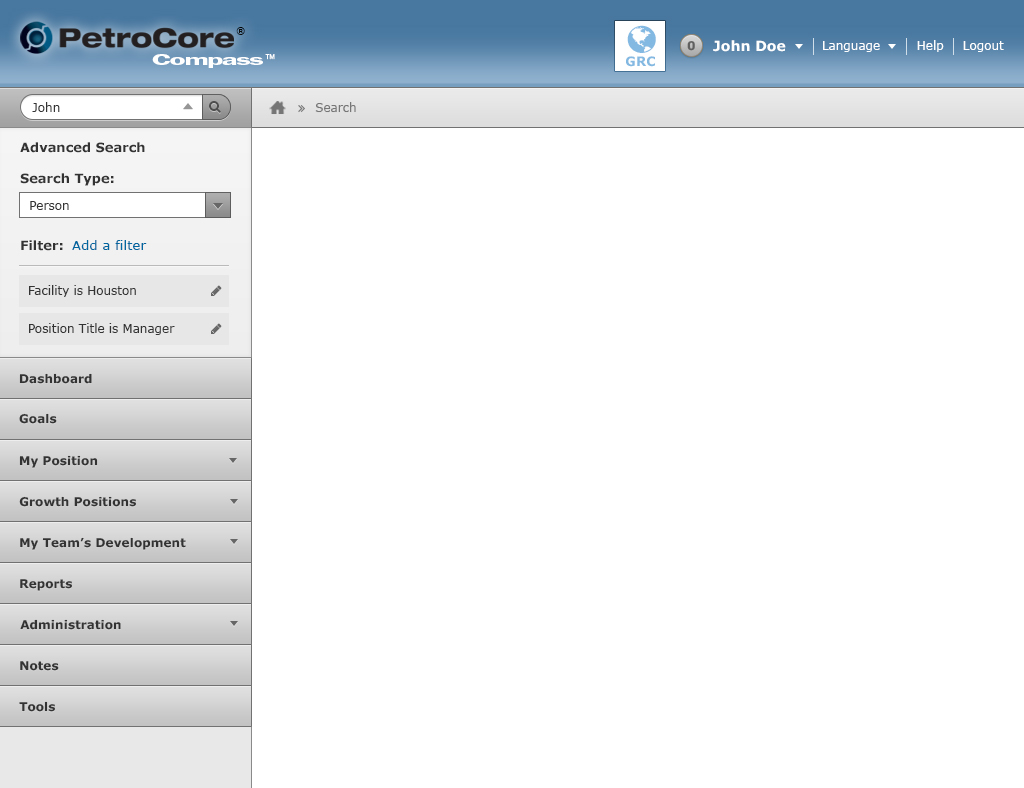 PetroCore®
Compass™
GRC
0
John Doe
Language
Help
Logout
John
» Search
Advanced Search
Search Type:
Person
Filter: Add a filter
Facility is Houston
Position Title is Manager
Dashboard
Goals
My Position
Growth Positions
My Team’s Development
Reports
Administration
Notes
Tools